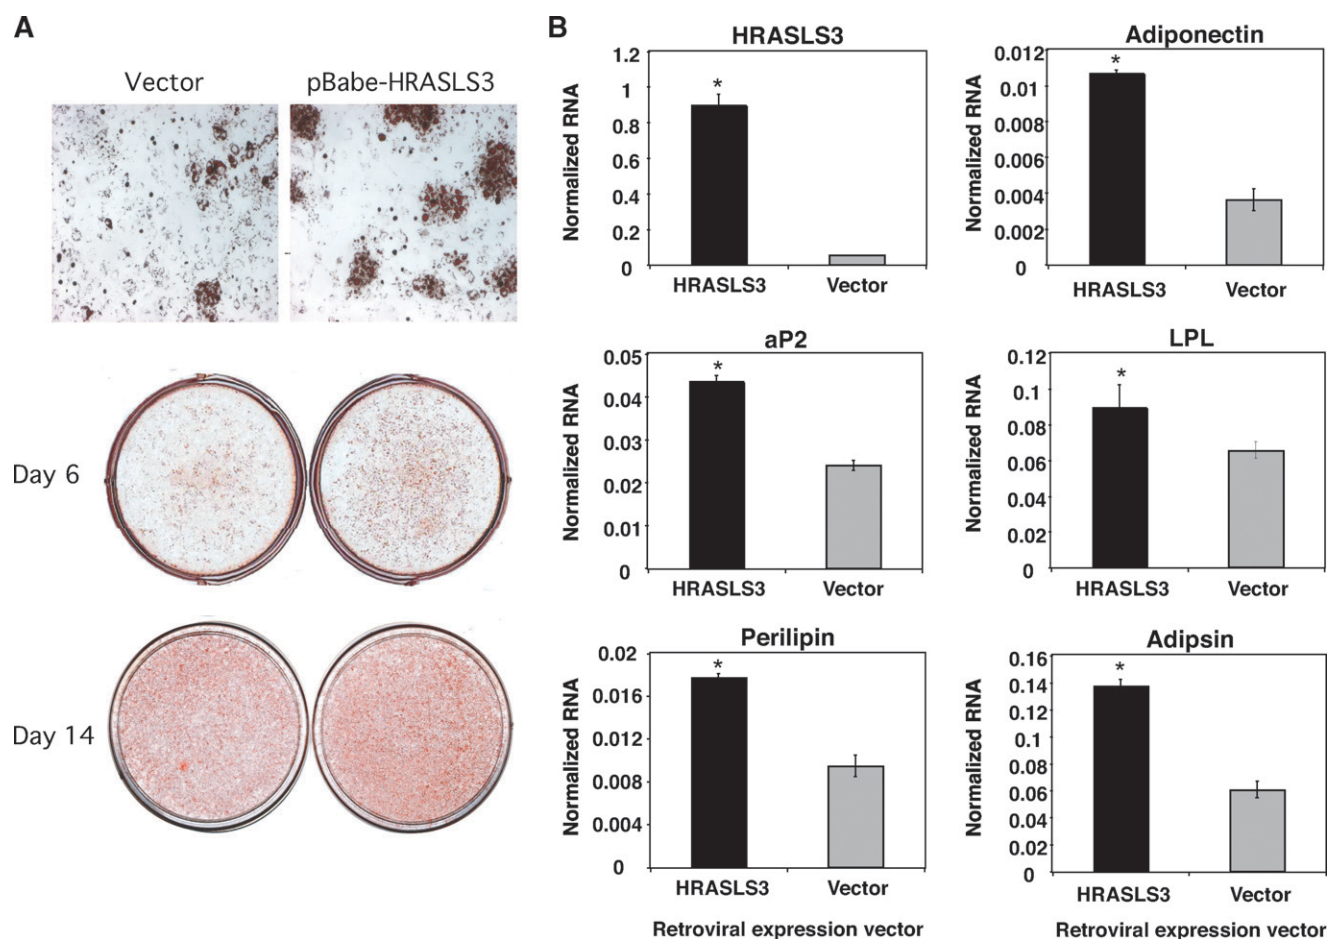 A
Vector
pBabe-HRASLS3
Day 6
Day 14
B
HRASLS3
Normalized RNA
1.2
1
0.8
0.6
0.4
0.2
0
HRASLS3
Vector
*
Adiponectin
Normalized RNA
0.012
0.01
0.006
0.004
0.002
0
HRASLS3
Vector
*
aP2
Normalized RNA
0.05
0.04
0.03
0.02
0.01
0
HRASLS3
Vector
*
LPL
Normalized RNA
0.12
0.1
0.08
0.06
0.04
0.02
0
HRASLS3
Vector
*
Perilipin
Normalized RNA
0.02
0.016
0.012
0.008
0.004
0
HRASLS3
Vector
*
Retroviral expression vector
Adipsin
Normalized RNA
0.16
0.14
0.12
0.1
0.08
0.06
0.04
0.02
0
HRASLS3
Vector
*
Retroviral expression vector